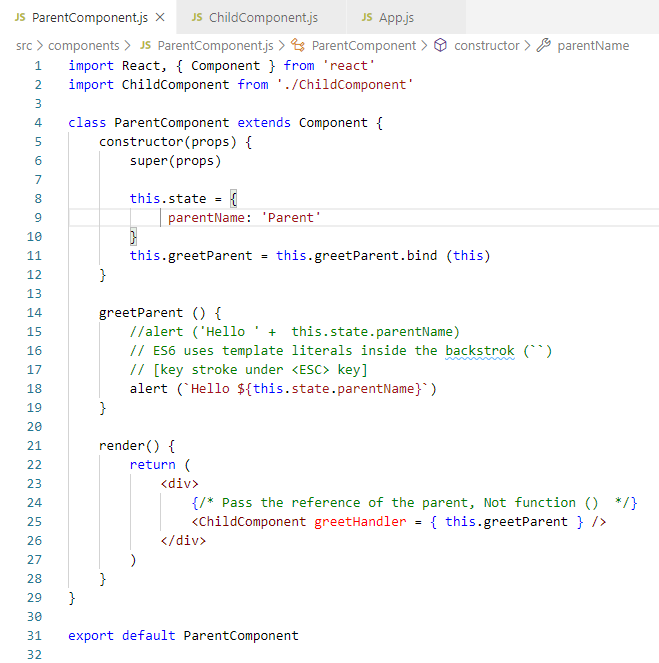 JS ParentComponent.js × JS ChildComponent.js JS App.js
src > components > JS ParentComponent.js > ParentComponent > constructor > parentName
1 import React, { Component } from 'react'
2 import ChildComponent from './ChildComponent'
3
4 class ParentComponent extends Component {
5     constructor(props) {
6         super(props)
7
8         this.state = {
9              parentName: 'Parent'
10         }
11         this.greetParent = this.greetParent.bind (this)
12     }
13
14     greetParent () {
15         //alert ('Hello ' +  this.state.parentName)
16         // ES6 uses template literals inside the backstrok (``)
17         // [key stroke under <ESC> key]
18         alert (`Hello ${this.state.parentName}`)
19     }
20
21     render() {
22         return (
23             <div>
24                 {/* Pass the reference of the parent, Not function ()  */}
25                 <ChildComponent greetHandler = { this.greetParent } />
26             </div>
27         )
28     }
29 }
30
31 export default ParentComponent
32